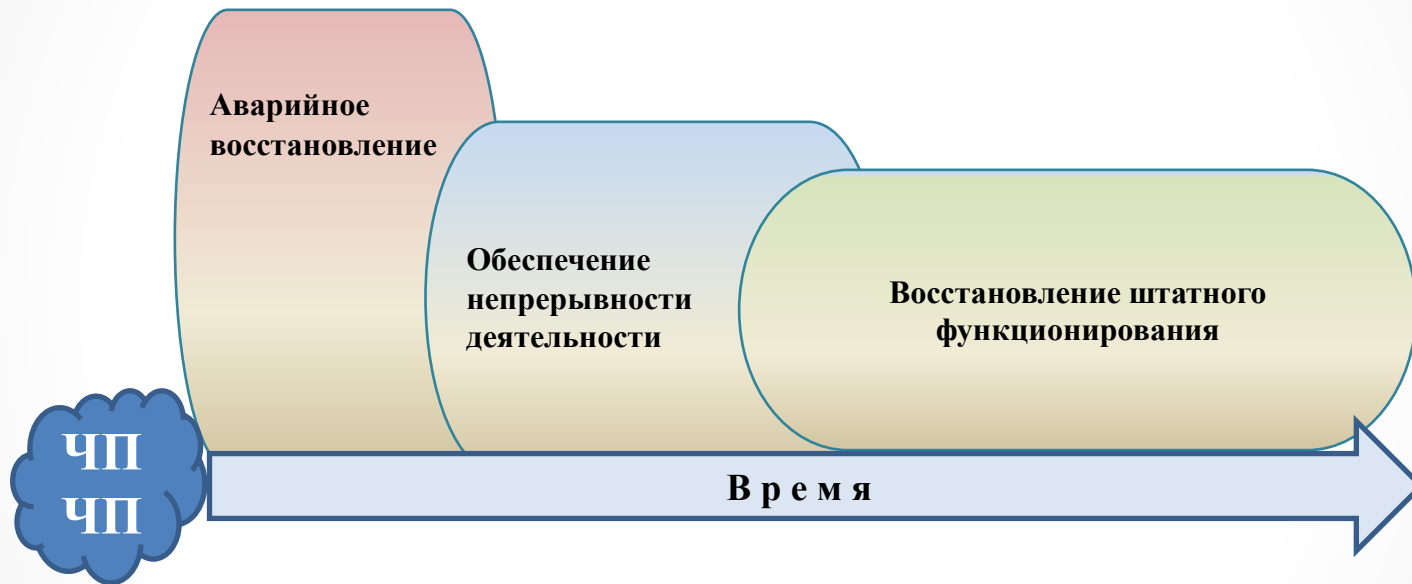 Аварийное
восстановление
Обеспечение
непрерывности
деятельности
Восстановление штатного
функционирования
ЧП
ЧП
В р е м я